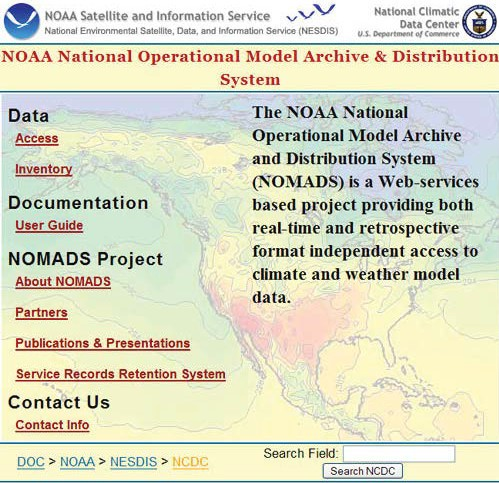 NOAA Satellite and Information Service
National Environmental Satellite, Data, and Information Service (NESDIS)
National Climatic
Data Center
U.S. Department of Commerce
NOAA National Operational Model Archive & Distribution
System
Data
Access
Inventory
Documentation
User Guide
NOMADS Project
About NOMADS
Partners
Publications & Presentations
Service Records Retention System
Contact Us
Contact Info
The NOAA National
Operational Model Archive
and Distribution System
(NOMADS) is a Web-services
based project providing both
real-time and retrospective
format independent access to
climate and weather model
data.
DOC > NOAA > NESDIS > NCDC
Search Field:
Search NCDC